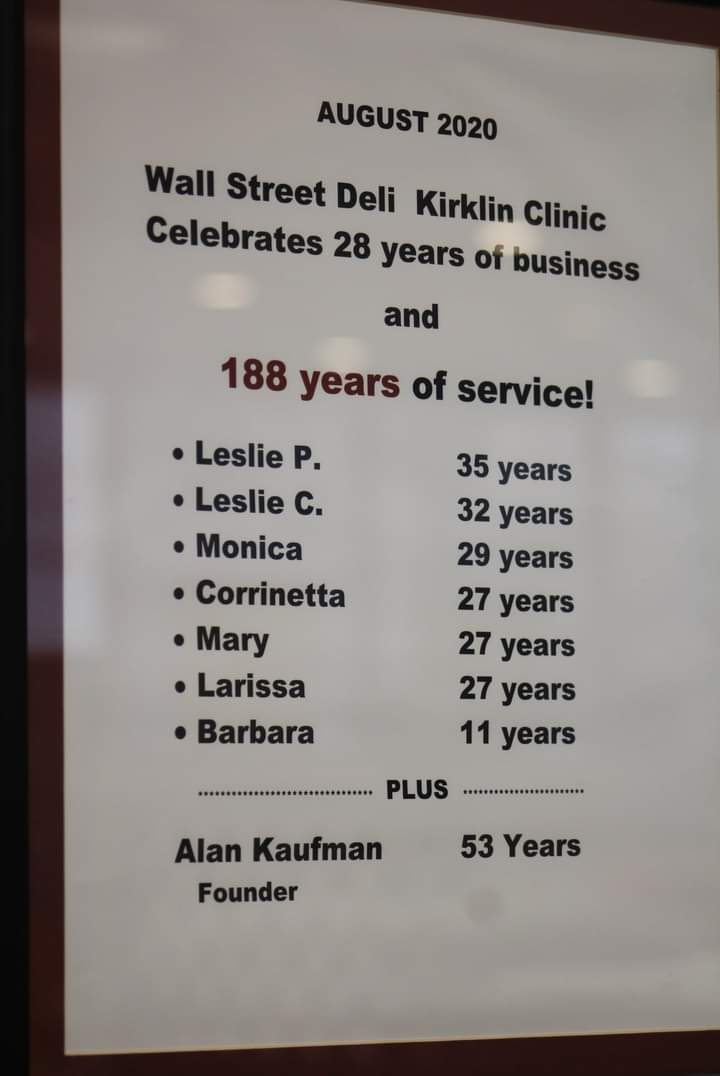 AUGUST 2020
Wall Street Deli Kirklin Clinic
Celebrates 28 years of business
and
188 years of service!
• Leslie P. 35 years
• Leslie C. 32 years
• Monica 29 years
• Corrinetta 27 years
• Mary 27 years
• Larissa 27 years
• Barbara 11 years
................................. PLUS .......................
Alan Kaufman 53 Years
Founder